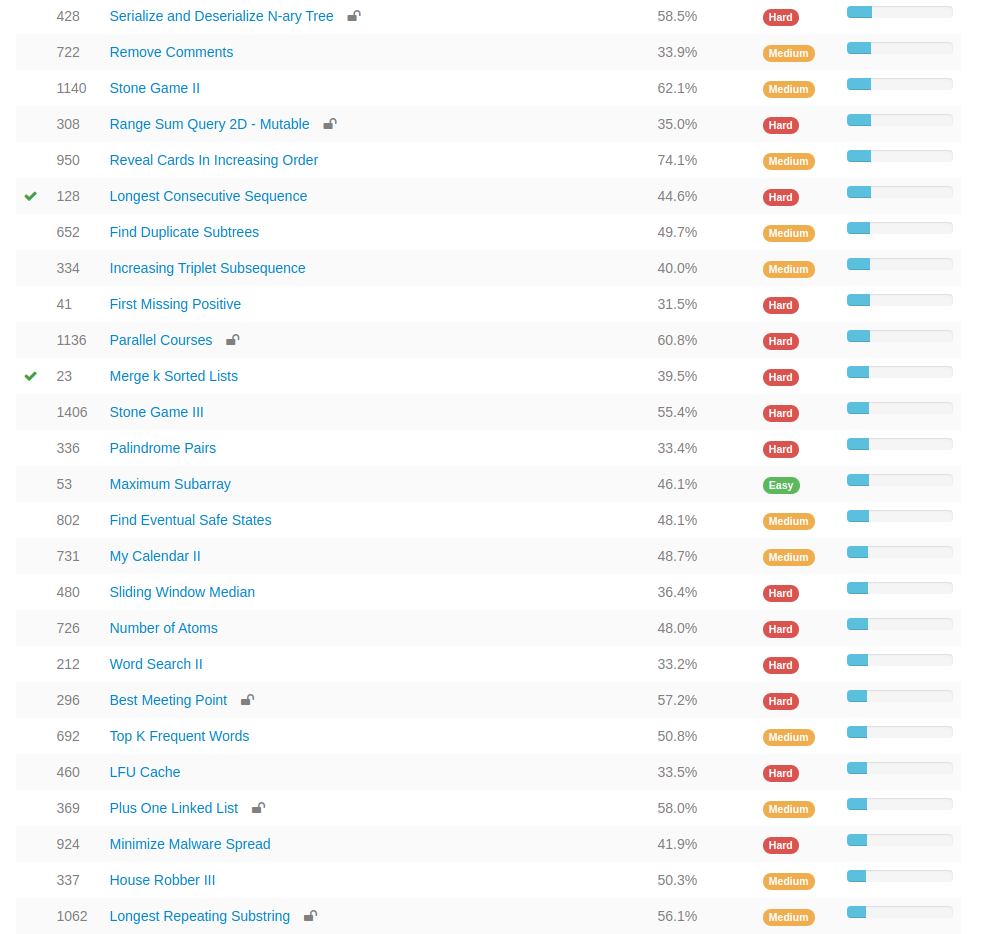 428 Serialize and Deserialize N-ary Tree 58.5% Hard
722 Remove Comments 33.9% Medium
1140 Stone Game II 62.1% Medium
308 Range Sum Query 2D - Mutable 35.0% Hard
950 Reveal Cards In Increasing Order 74.1% Medium
128 Longest Consecutive Sequence 44.6% Hard
652 Find Duplicate Subtrees 49.7% Medium
334 Increasing Triplet Subsequence 40.0% Medium
41 First Missing Positive 31.5% Hard
1136 Parallel Courses 60.8% Hard
23 Merge k Sorted Lists 39.5% Hard
1406 Stone Game III 55.4% Hard
336 Palindrome Pairs 33.4% Hard
53 Maximum Subarray 46.1% Easy
802 Find Eventual Safe States 48.1% Medium
731 My Calendar II 48.7% Medium
480 Sliding Window Median 36.4% Hard
726 Number of Atoms 48.0% Hard
212 Word Search II 33.2% Hard
296 Best Meeting Point 57.2% Hard
692 Top K Frequent Words 50.8% Medium
460 LFU Cache 33.5% Hard
369 Plus One Linked List 58.0% Medium
924 Minimize Malware Spread 41.9% Hard
337 House Robber III 50.3% Medium
1062 Longest Repeating Substring 56.1% Medium